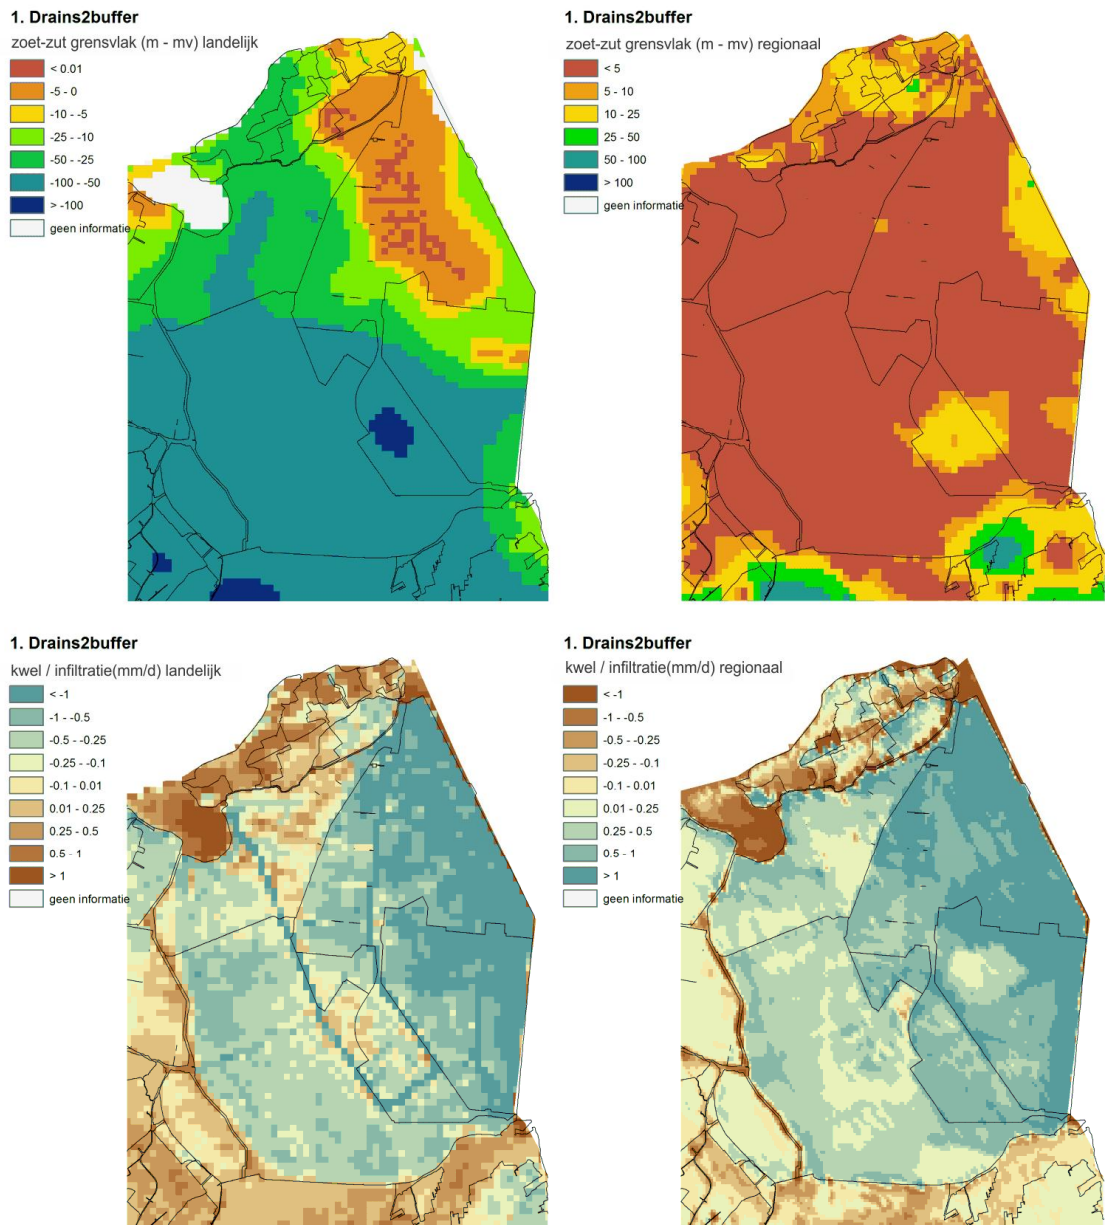 1. Drains2buffer
zoet-zut grensvlak (m - mv) landelijk
< 0.01
-5 - 0
-10 - -5
-25 - -10
-50 - -25
-100 - -50
> -100
geen informatie
1. Drains2buffer
zoet-zut grensvlak (m - mv) regionaal
< 5
5 - 10
10 - 25
25 - 50
50 - 100
> 100
geen informatie
1. Drains2buffer
kwel / infiltratie(mm/d) landelijk
< -1
-1 - -0.5
-0.5 - -0.25
-0.25 - -0.1
-0.1 - 0.01
0.01 - 0.25
0.25 - 0.5
0.5 - 1
> 1
geen informatie
1. Drains2buffer
kwel / infiltratie(mm/d) regionaal
< -1
-1 - -0.5
-0.5 - -0.25
-0.25 - -0.1
-0.1 - 0.01
0.01 - 0.25
0.25 - 0.5
0.5 - 1
> 1
geen informatie